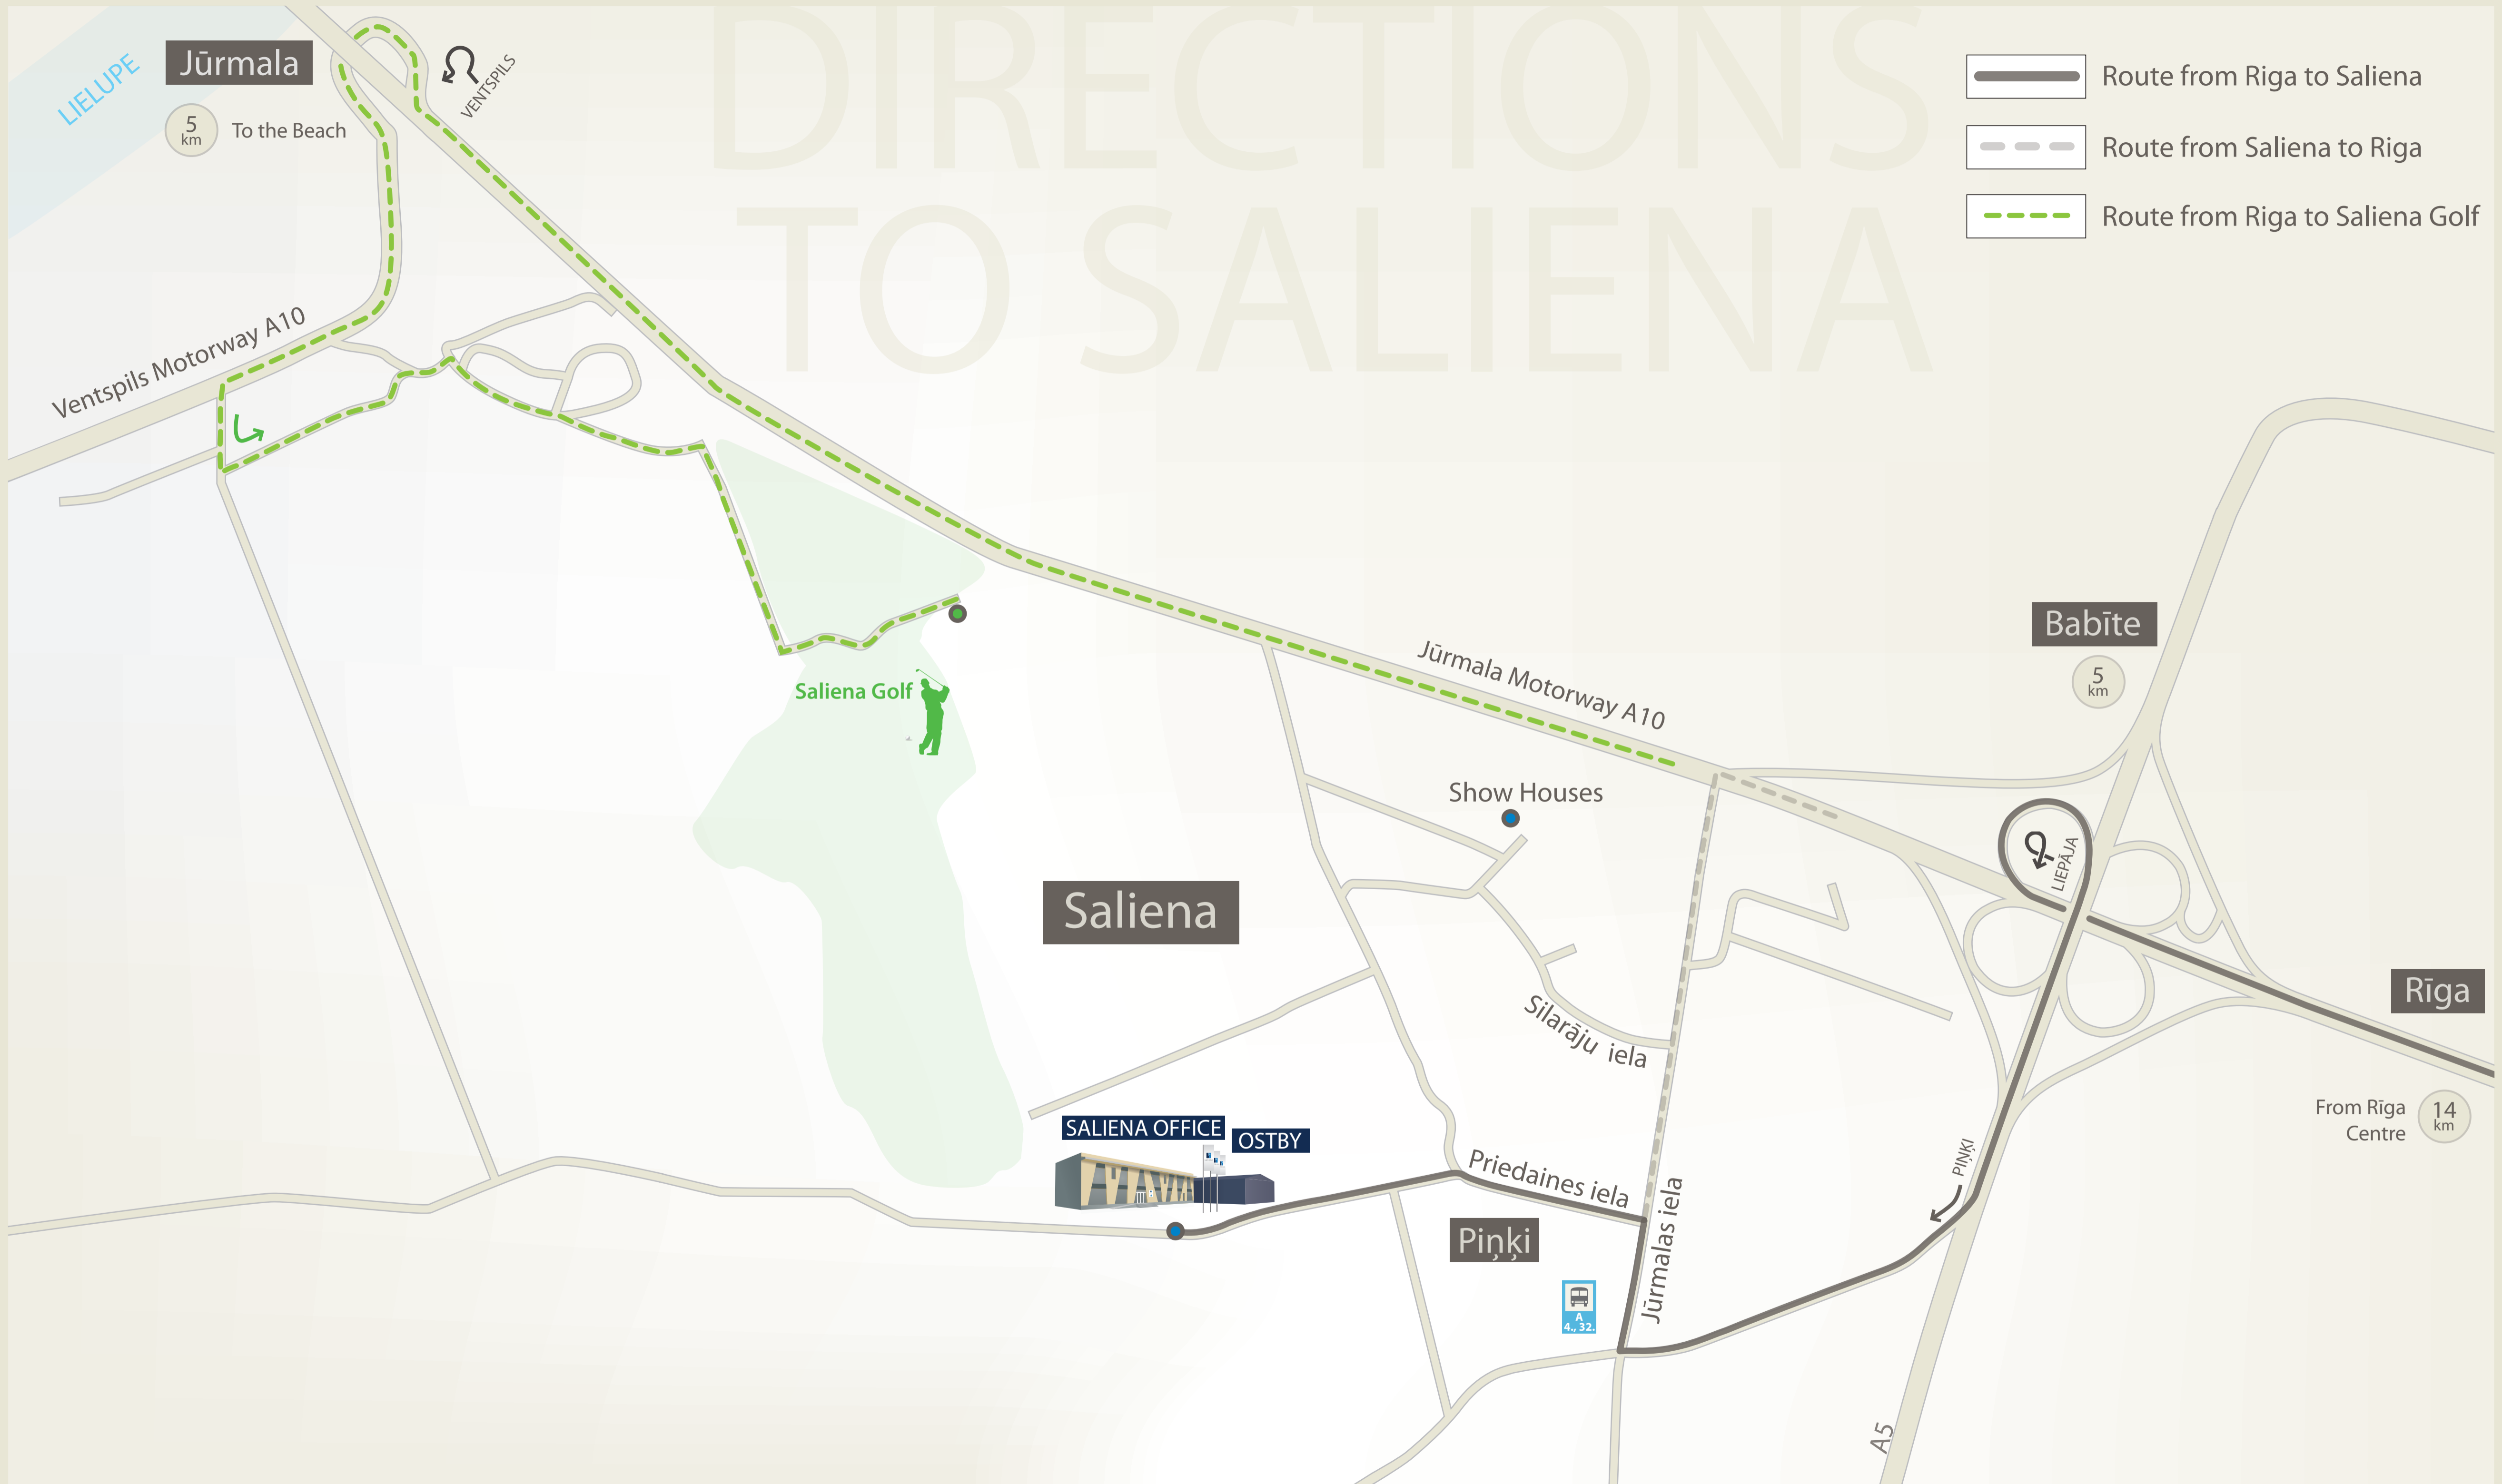 DIRECTIONS
TO SALIENA
LIELUPE
Jūrmala
5
km
To the Beach
VENTSPILS
Route from Riga to Saliena
Route from Saliena to Riga
Route from Riga to Saliena Golf
Ventspils Motorway A10
Jūrmala Motorway A10
Babīte
5
km
Saliena Golf
Show Houses
LIEPĀJA
Saliena
Rīga
Silarāju iela
From Rīga
Centre
14
km
SALIENA OFFICE
OSTBY
Priedaines iela
PIŅĶI
Piņķi
Jūrmalas iela
A
4., 32.
A5